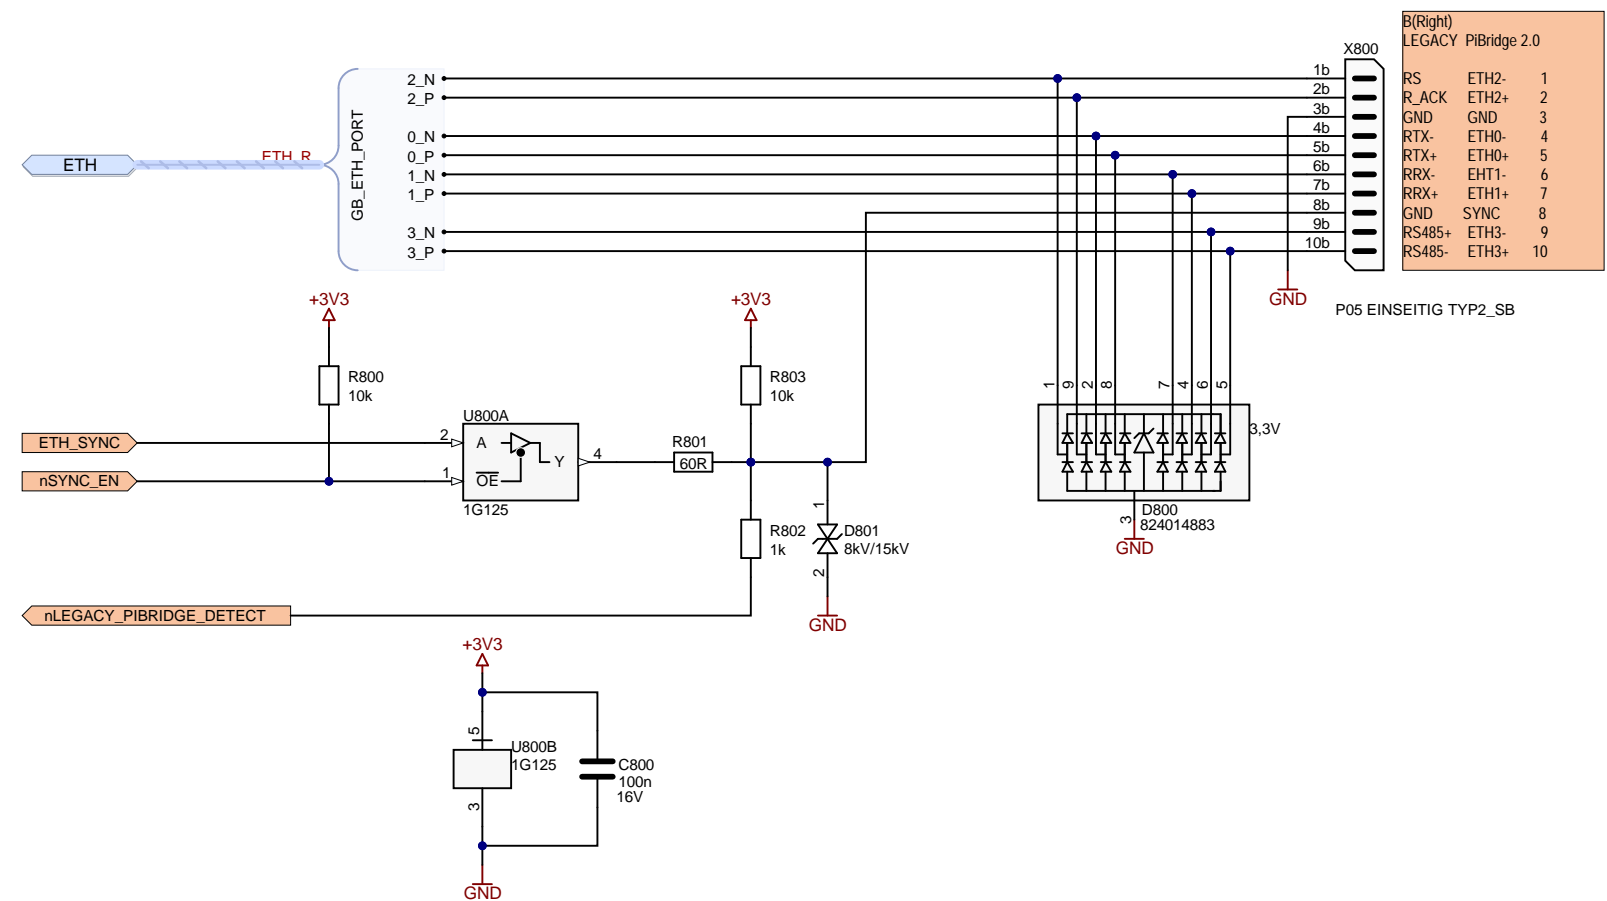 B(Right)
LEGACY PiBridge 2.0
X800
2_N 1b RS ETH2- 1
2_P 2b R_ACK ETH2+ 2
3b GND GND 3
0_N 4b RTX- ETH0- 4
0_P 5b RTX+ ETH0+ 5
1_N 6b RRX- EHT1- 6
1_P 7b RRX+ ETH1+ 7
8b GND SYNC 8
3_N 9b RS485+ ETH3- 9
3_P 10b RS485- ETH3+ 10
ETH
ETH_R
GB_ETH_PORT
GND
P05 EINSEITIG TYP2_SB
+3V3
+3V3
R800
10k
R803
10k
1 9 2 8 7 4 6 5
3,3V
D800
824014883
3
GND
U800A
ETH_SYNC
2
A
nSYNC_EN
1
OE
Y
4
1G125
R801
60R
R802
1k
1
D801
8kV/15kV
2
GND
nLEGACY_PIBRIDGE_DETECT
+3V3
5
U800B
1G125
3
C800
100n
16V
GND